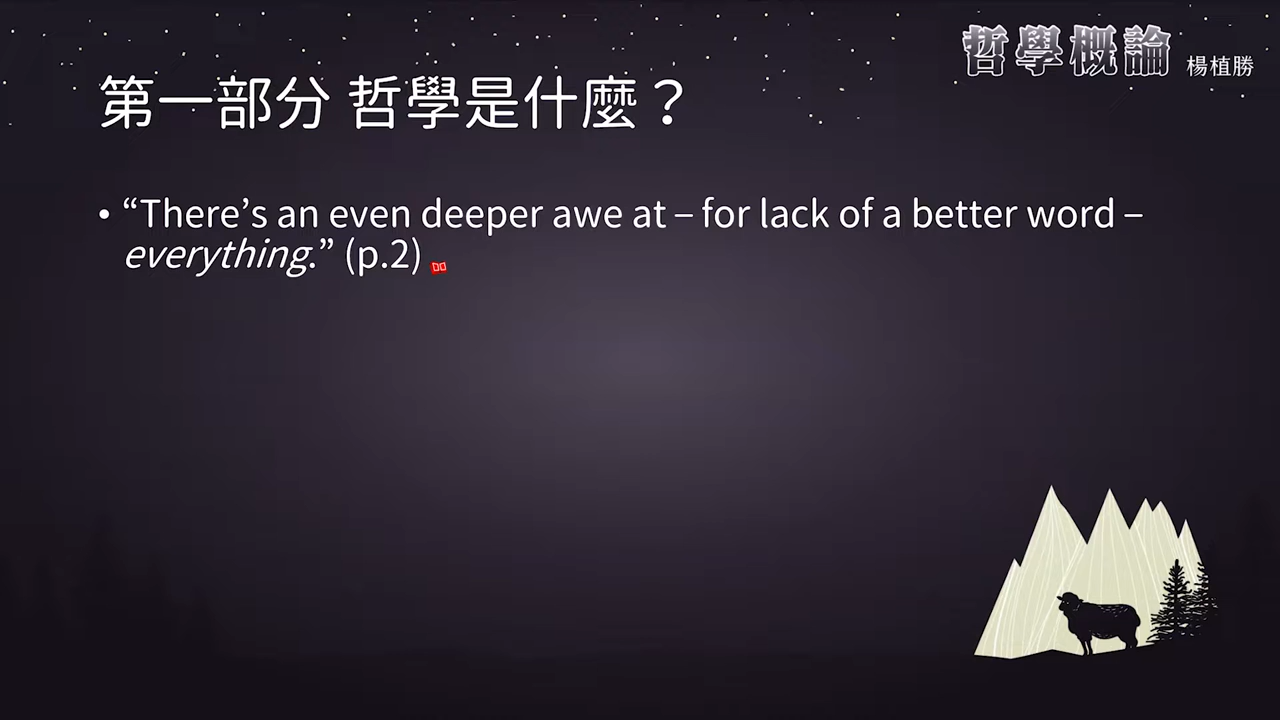 哲學概論 楊植勝
第一部分 哲學是什麼？
• “There’s an even deeper awe at – for lack of a better word –
everything.” (p.2)